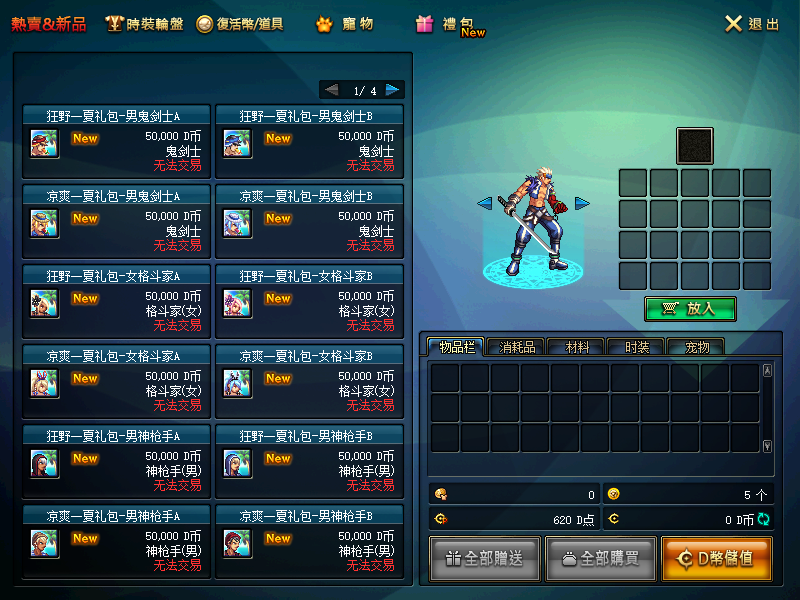 熱賣&新品 時裝輪盤 復活幣/道具 寵物 禮包 New 退出
1/ 4
狂野一夏礼包-男鬼剑士A
New
50,000 D币
鬼剑士
无法交易
狂野一夏礼包-男鬼剑士B
New
50,000 D币
鬼剑士
无法交易
凉爽一夏礼包-男鬼剑士A
New
50,000 D币
鬼剑士
无法交易
凉爽一夏礼包-男鬼剑士B
New
50,000 D币
鬼剑士
无法交易
狂野一夏礼包-女格斗家A
New
50,000 D币
格斗家(女)
无法交易
狂野一夏礼包-女格斗家B
New
50,000 D币
格斗家(女)
无法交易
凉爽一夏礼包-女格斗家A
New
50,000 D币
格斗家(女)
无法交易
凉爽一夏礼包-女格斗家B
New
50,000 D币
格斗家(女)
无法交易
狂野一夏礼包-男神枪手A
New
50,000 D币
神枪手(男)
无法交易
狂野一夏礼包-男神枪手B
New
50,000 D币
神枪手(男)
无法交易
凉爽一夏礼包-男神枪手A
New
50,000 D币
神枪手(男)
无法交易
凉爽一夏礼包-男神枪手B
New
50,000 D币
神枪手(男)
无法交易
放入
物品栏 消耗品 材料 时装 宠物
0 5 个
620 D点 0 D币
全部贈送 全部購買 D幣儲值